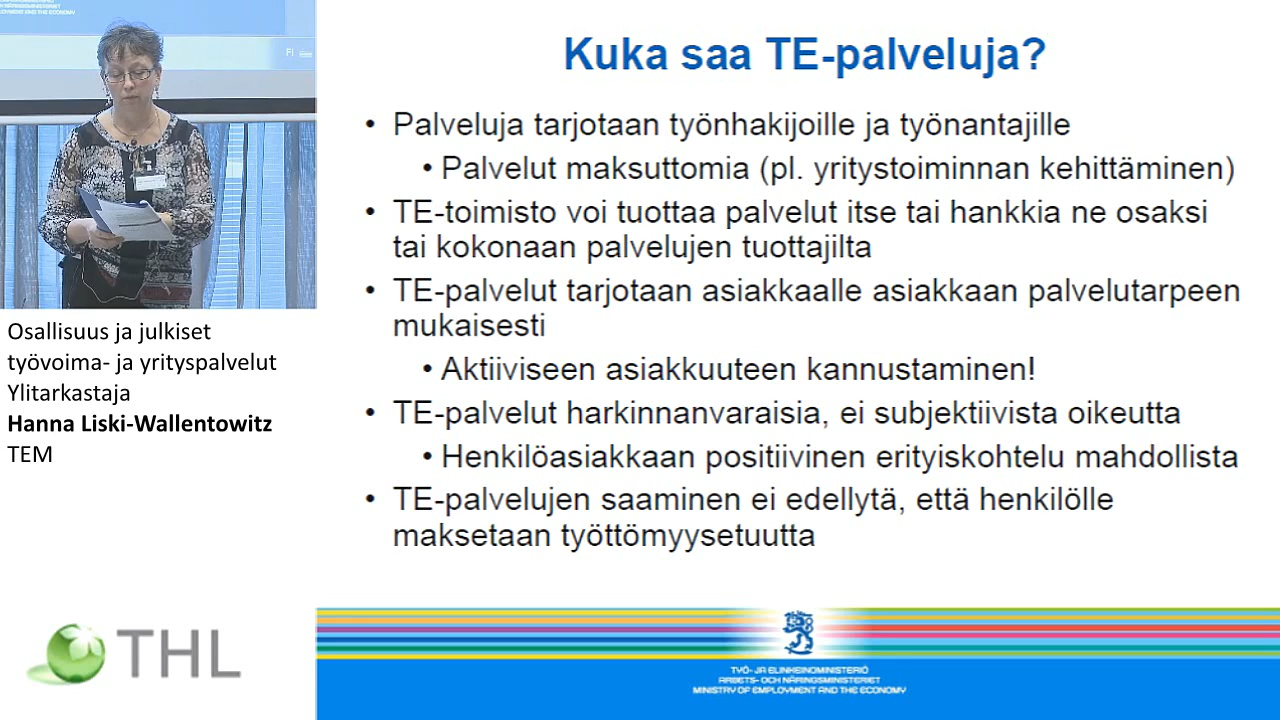 Kuka saa TE-palveluja?
• Palveluja tarjotaan työnhakijoille ja työnantajille
• Palvelut maksuttomia (pl. yritystoiminnan kehittäminen)
• TE-toimisto voi tuottaa palvelut itse tai hankkia ne osaksi
tai kokonaan palvelujen tuottajilta
• TE-palvelut tarjotaan asiakkaalle asiakkaan palvelutarpeen
mukaisesti
• Aktiiviseen asiakkuuteen kannustaminen!
• TE-palvelut harkinnanvaraisia, ei subjektiivista oikeutta
• Henkilöasiakkaan positiivinen erityiskohtelu mahdollista
• TE-palvelujen saaminen ei edellytä, että henkilölle
maksetaan työttömyysetuutta
Osallisuus ja julkiset
työvoima- ja yrityspalvelut
Ylitarkastaja
Hanna Liski-Wallentowitz
TEM
THL
TYÖ- JA ELINKEINOMINISTERIÖ
ARBETS- OCH NÄRINGSMINISTERIET
MINISTRY OF EMPLOYMENT AND THE ECONOMY